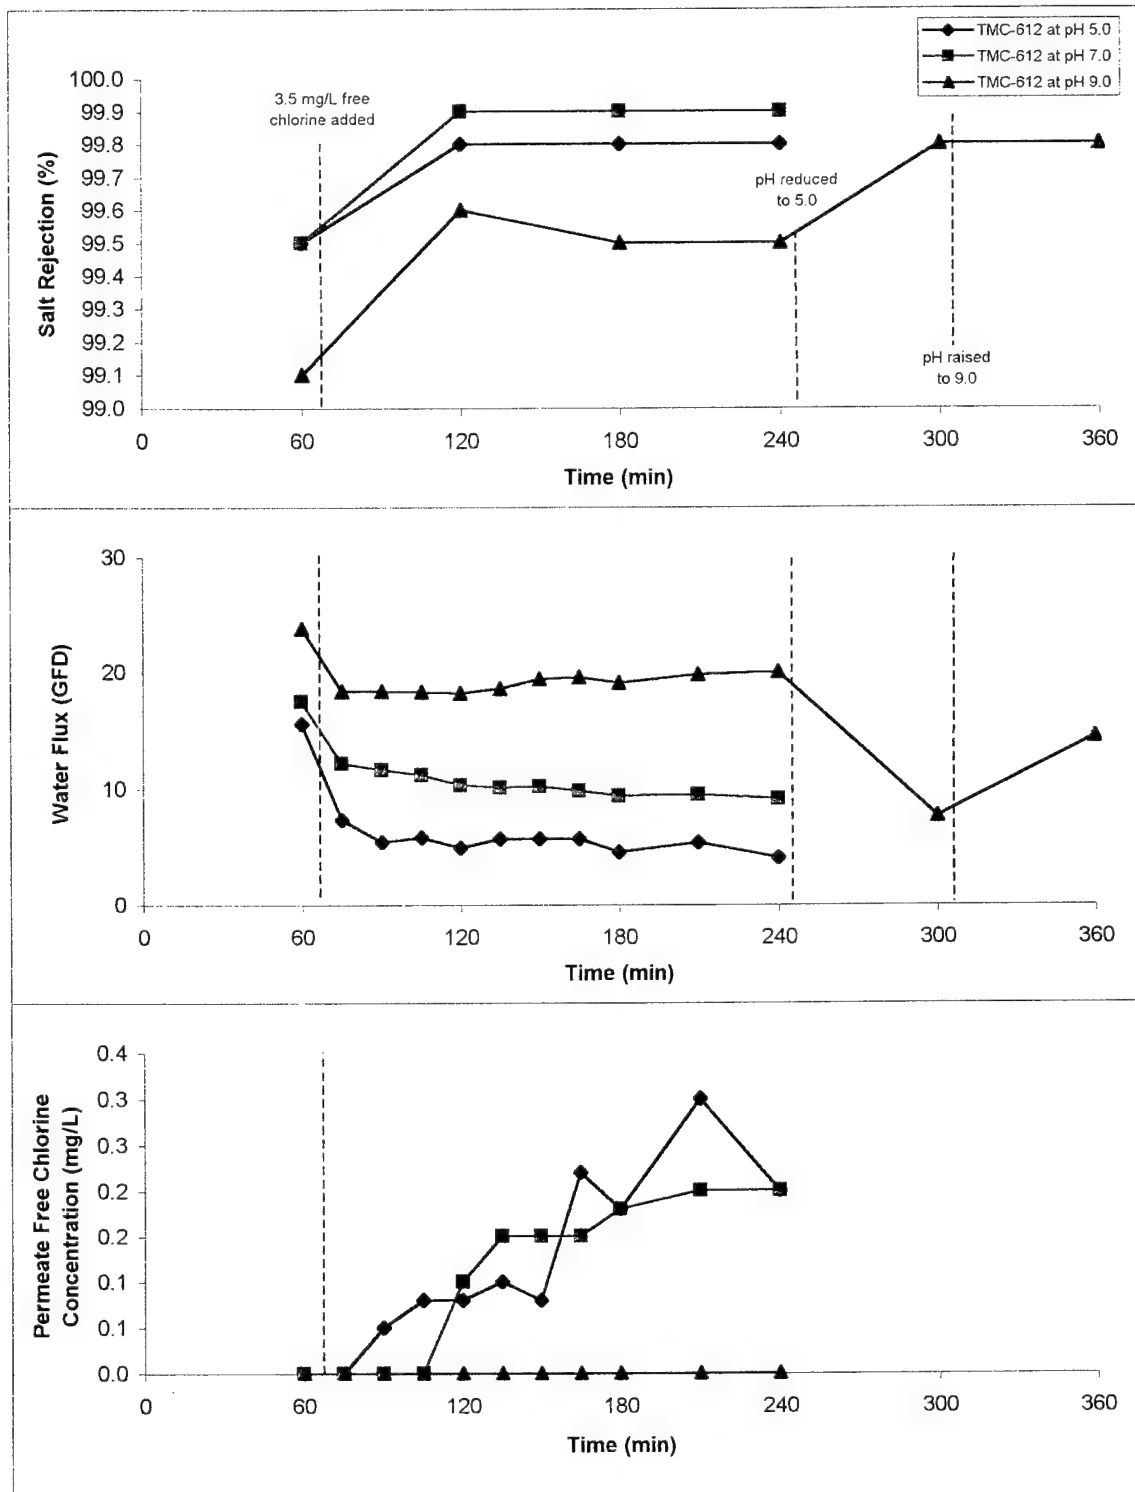 TMC-612 at pH 5.0
TMC-612 at pH 7.0
TMC-612 at pH 9.0
100.0
99.9
99.8
99.7
99.6
99.5
99.4
99.3
99.2
99.1
99.0
Salt Rejection (%)
3.5 mg/L free
chlorine added
pH reduced
to 5.0
pH raised
to 9.0
0 60 120 180 240 300 360
Time (min)
30
20
10
0
Water Flux (GFD)
0 60 120 180 240 300 360
Time (min)
0.4
0.3
0.3
0.2
0.2
0.1
0.1
0.0
Permeate Free Chlorine
Concentration (mg/L)
0 60 120 180 240 300 360
Time (min)